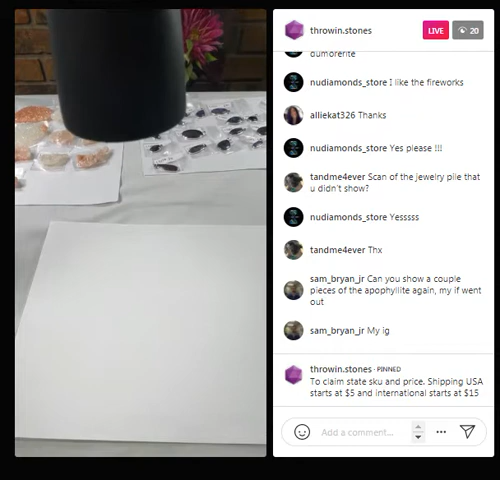 throwin.stones
LIVE
20
dumorerite
nudiamonds_store I like the fireworks
alliekat326 Thanks
nudiamonds_store Yes please !!!
tandme4ever Scan of the jewelry pile that
u didn't show?
nudiamonds_store Yesssss
tandme4ever Thx
sam_bryan_jr Can you show a couple
pieces of the apophyllite again, my if went
out
sam_bryan_jr My ig
throwin.stones · PINNED
To claim state sku and price. Shipping USA
starts at $5 and international starts at $15
Add a comment...